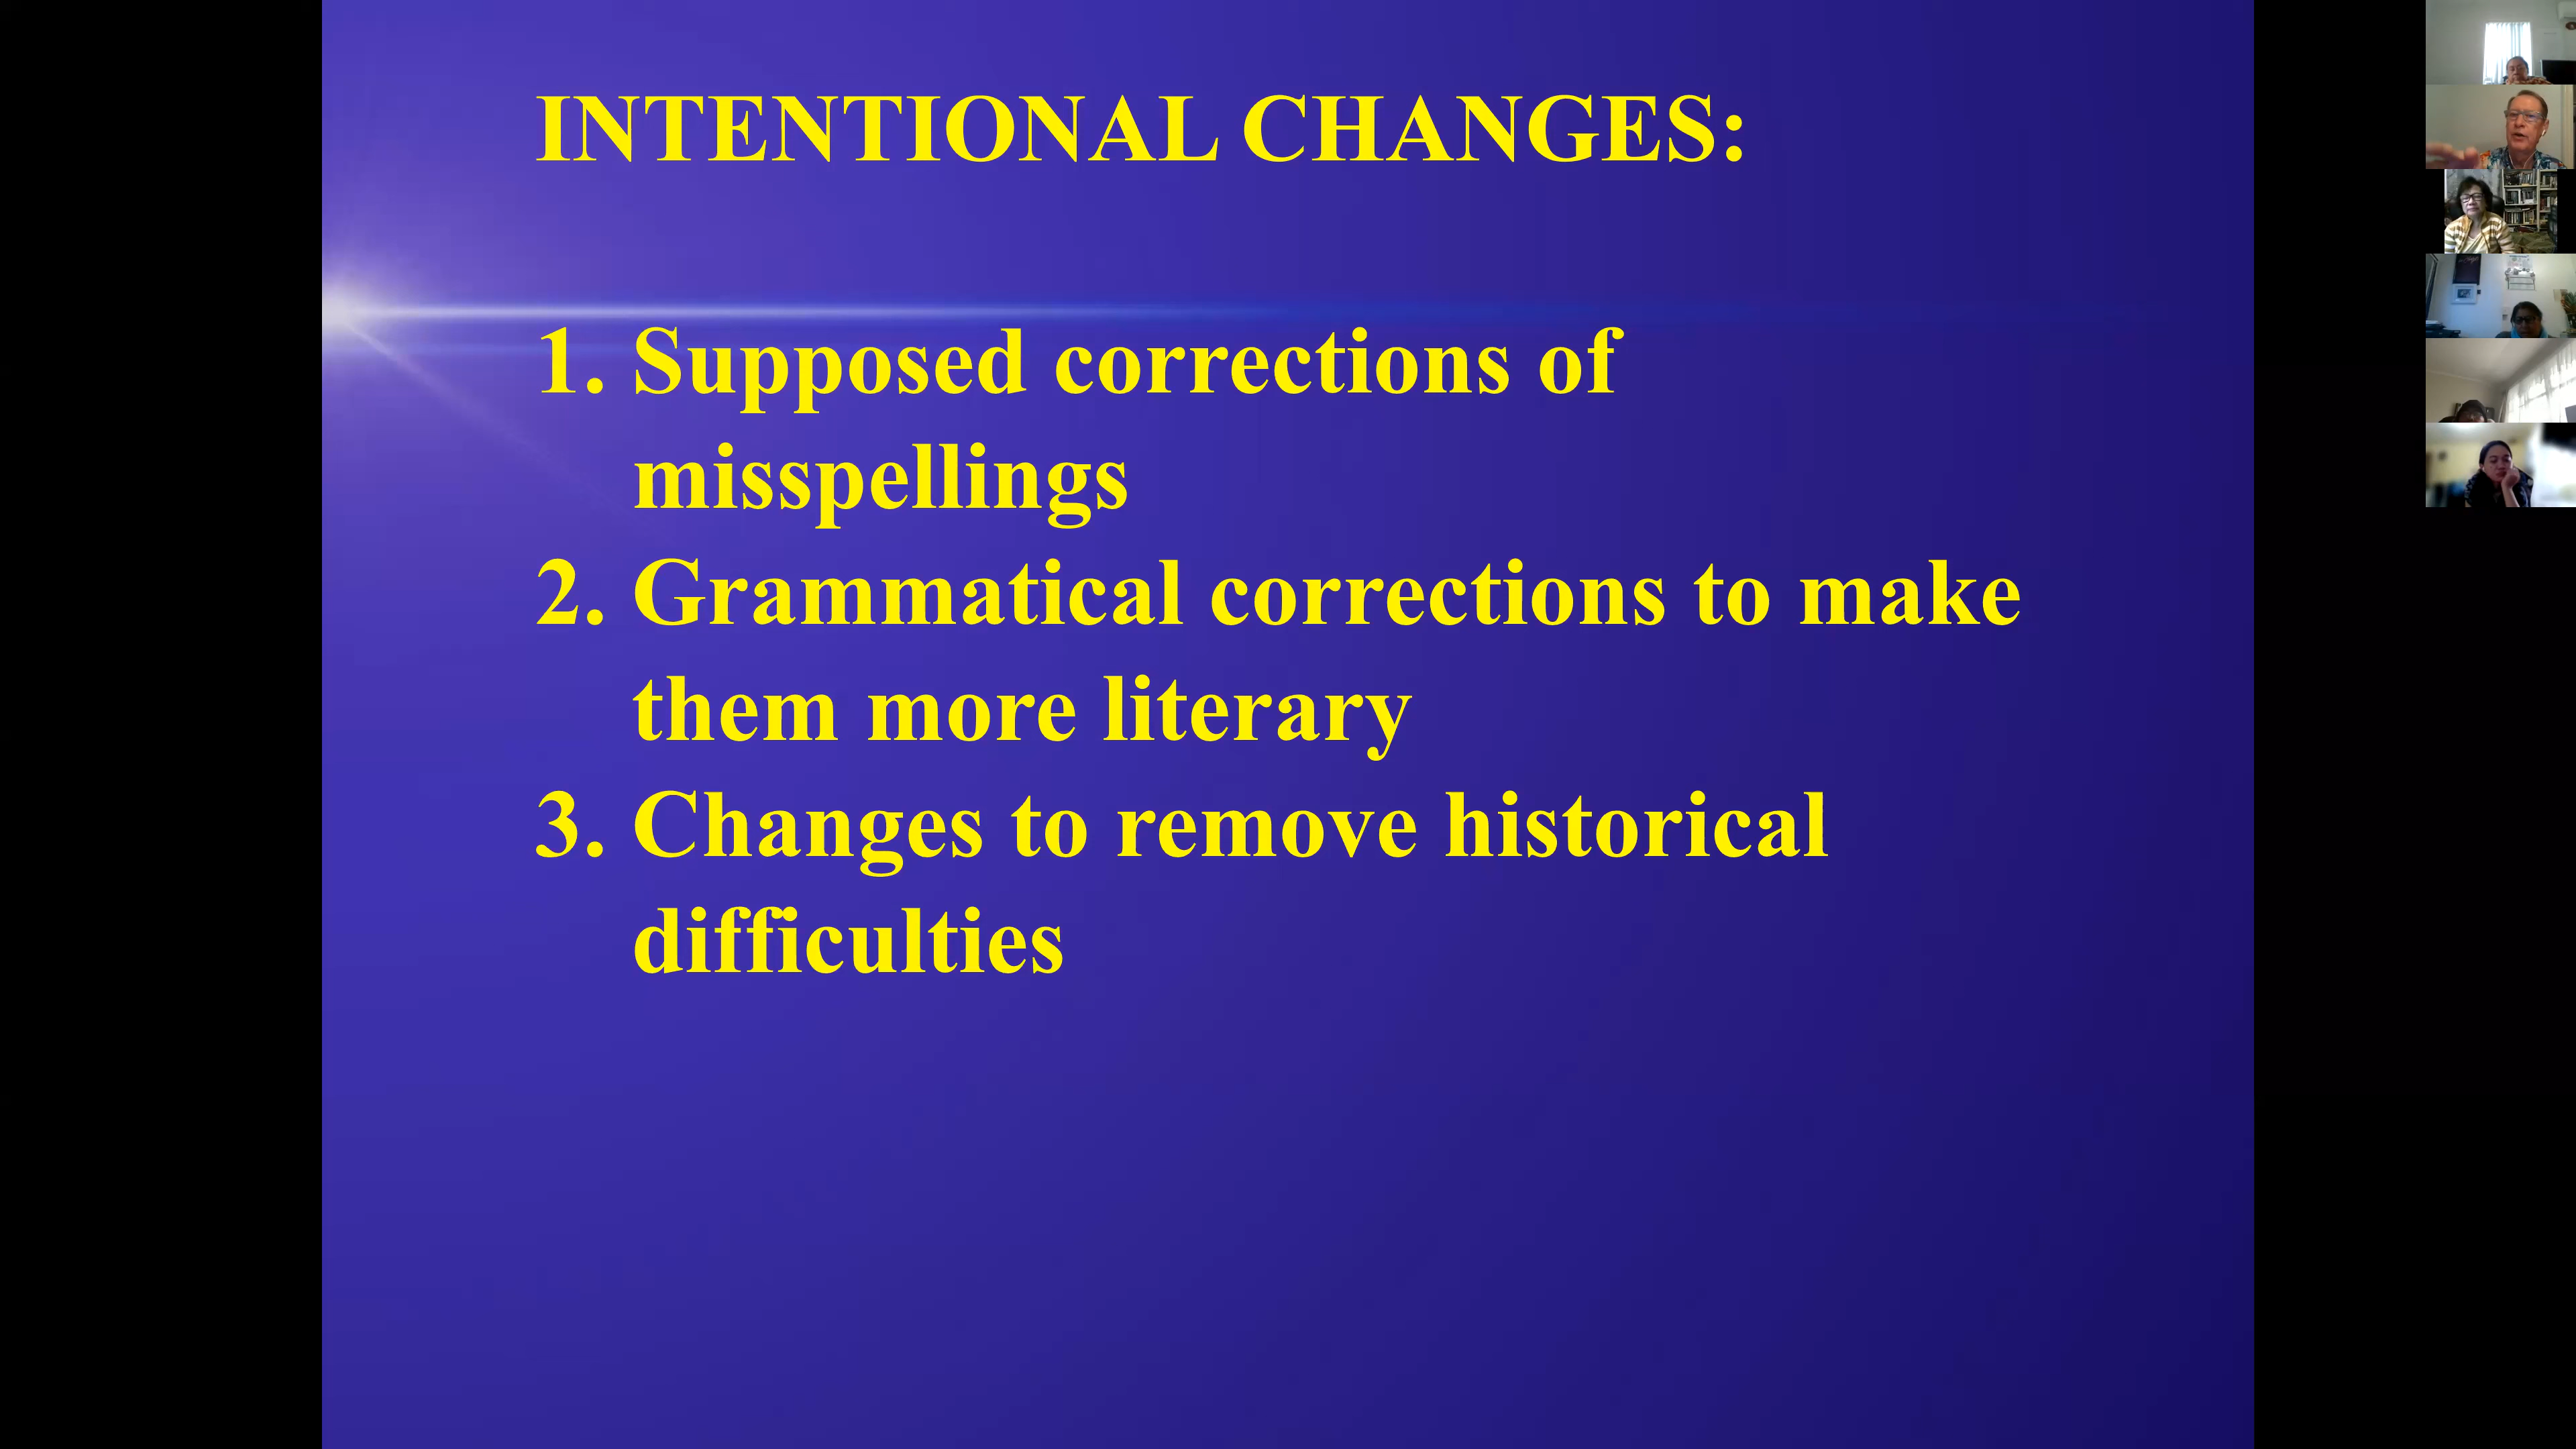 INTENTIONAL CHANGES:
1. Supposed corrections of
misspellings
2. Grammatical corrections to make
them more literary
3. Changes to remove historical
difficulties